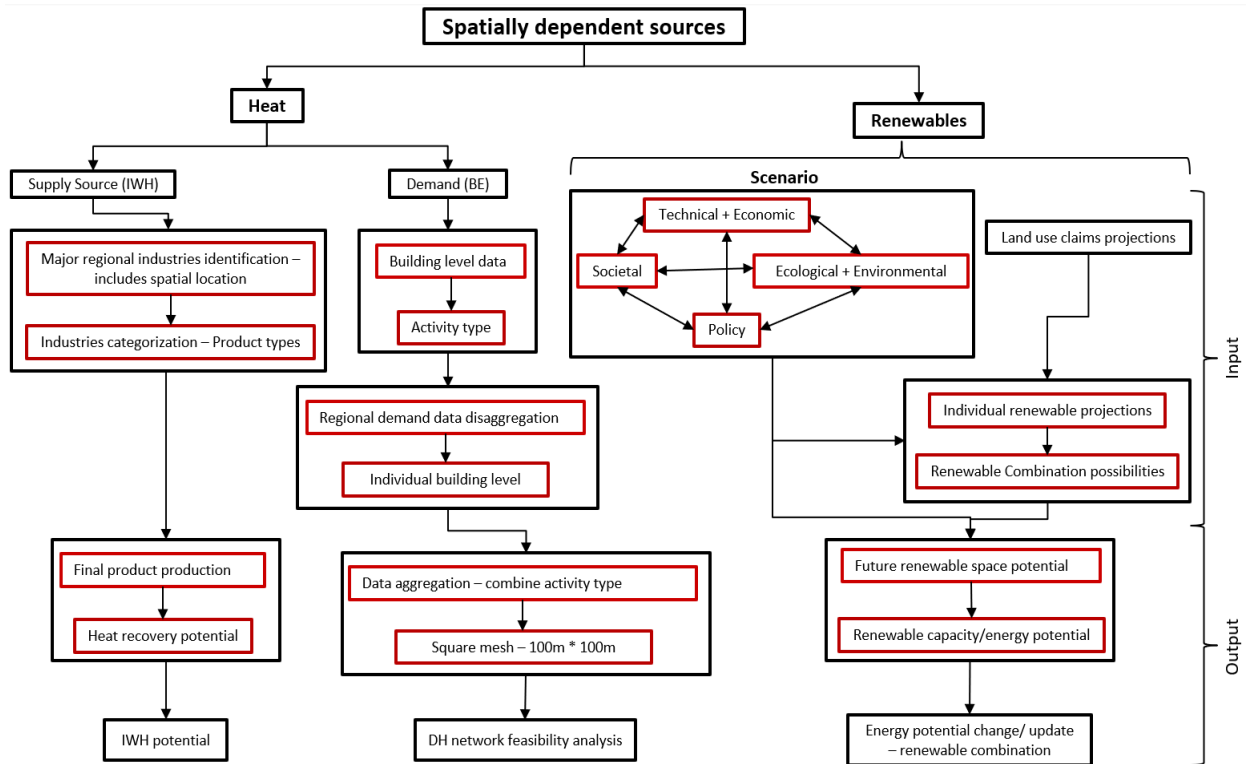 Spatially dependent sources
Heat
Renewables
Supply Source (IWH)
Demand (BE)
Scenario
Major regional industries identification –
includes spatial location
Industries categorization – Product types
Building level data
Activity type
Technical + Economic
Societal
Ecological + Environmental
Policy
Land use claims projections
Input
Regional demand data disaggregation
Individual building level
Individual renewable projections
Renewable Combination possibilities
Final product production
Heat recovery potential
Data aggregation – combine activity type
Square mesh – 100m * 100m
Future renewable space potential
Renewable capacity/energy potential
Output
IWH potential
DH network feasibility analysis
Energy potential change/ update
– renewable combination